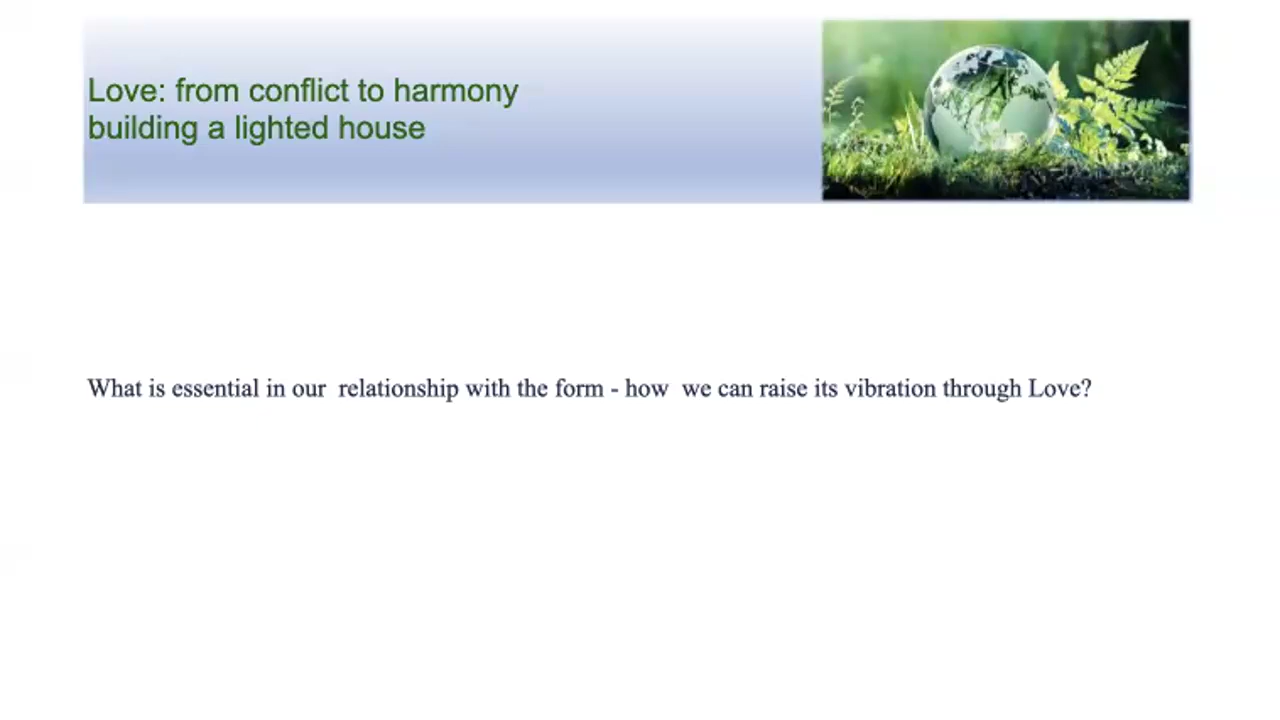 Love: from conflict to harmony
building a lighted house
What is essential in our  relationship with the form - how  we can raise its vibration through Love?